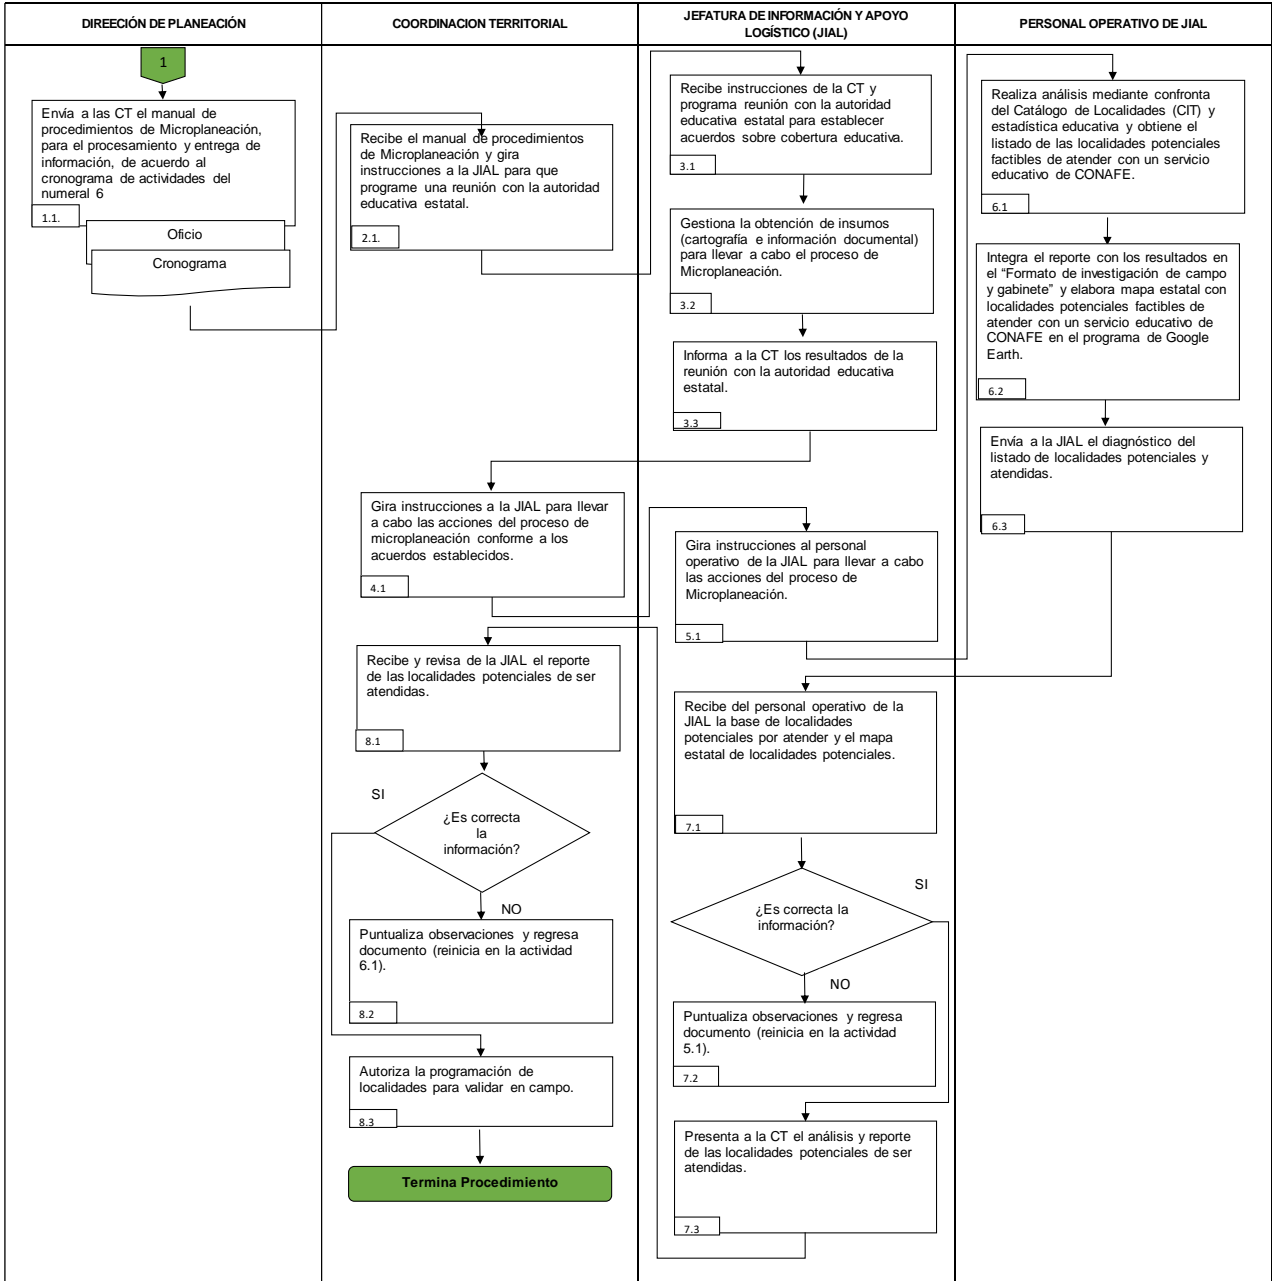 DIREECIÓN DE PLANEACIÓN
1
Envía a las CT el manual de
procedimientos de Microplaneación,
para el procesamiento y entrega de
información, de acuerdo al
cronograma de actividades del
numeral 6
1.1.
Oficio
Cronograma
COORDINACION TERRITORIAL
Recibe el manual de procedimientos
de Microplaneación y gira
instrucciones a la JIAL para que
programe una reunión con la autoridad
educativa estatal.
2.1.
Gira instrucciones a la JIAL para llevar
a cabo las acciones del proceso de
microplaneación conforme a los
acuerdos establecidos.
4.1
Recibe y revisa de la JIAL el reporte
de las localidades potenciales de ser
atendidas.
8.1
SI
¿Es correcta
la
información?
NO
Puntualiza observaciones y regresa
documento (reinicia en la actividad
6.1).
8.2
Autoriza la programación de
localidades para validar en campo.
8.3
Termina Procedimiento
JEFATURA DE INFORMACIÓN Y APOYO
LOGÍSTICO (JIAL)
Recibe instrucciones de la CT y
programa reunión con la autoridad
educativa estatal para establecer
acuerdos sobre cobertura educativa.
3.1
Gestiona la obtención de insumos
(cartografía e información documental)
para llevar a cabo el proceso de
Microplaneación.
3.2
Informa a la CT los resultados de la
reunión con la autoridad educativa
estatal.
3.3
Gira instrucciones al personal
operativo de la JIAL para llevar a cabo
las acciones del proceso de
Microplaneación.
5.1
Recibe del personal operativo de la
JIAL la base de localidades
potenciales por atender y el mapa
estatal de localidades potenciales.
7.1
SI
¿Es correcta la
información?
NO
Puntualiza observaciones y regresa
documento (reinicia en la actividad
5.1).
7.2
Presenta a la CT el análisis y reporte
de las localidades potenciales de ser
atendidas.
7.3
PERSONAL OPERATIVO DE JIAL
Realiza análisis mediante confronta
del Catálogo de Localidades (CIT) y
estadística educativa y obtiene el
listado de las localidades potenciales
factibles de atender con un servicio
educativo de CONAFE.
6.1
Integra el reporte con los resultados en
el “Formato de investigación de campo
y gabinete” y elabora mapa estatal con
localidades potenciales factibles de
atender con un servicio educativo de
CONAFE en el programa de Google
Earth.
6.2
Envía a la JIAL el diagnóstico del
listado de localidades potenciales y
atendidas.
6.3